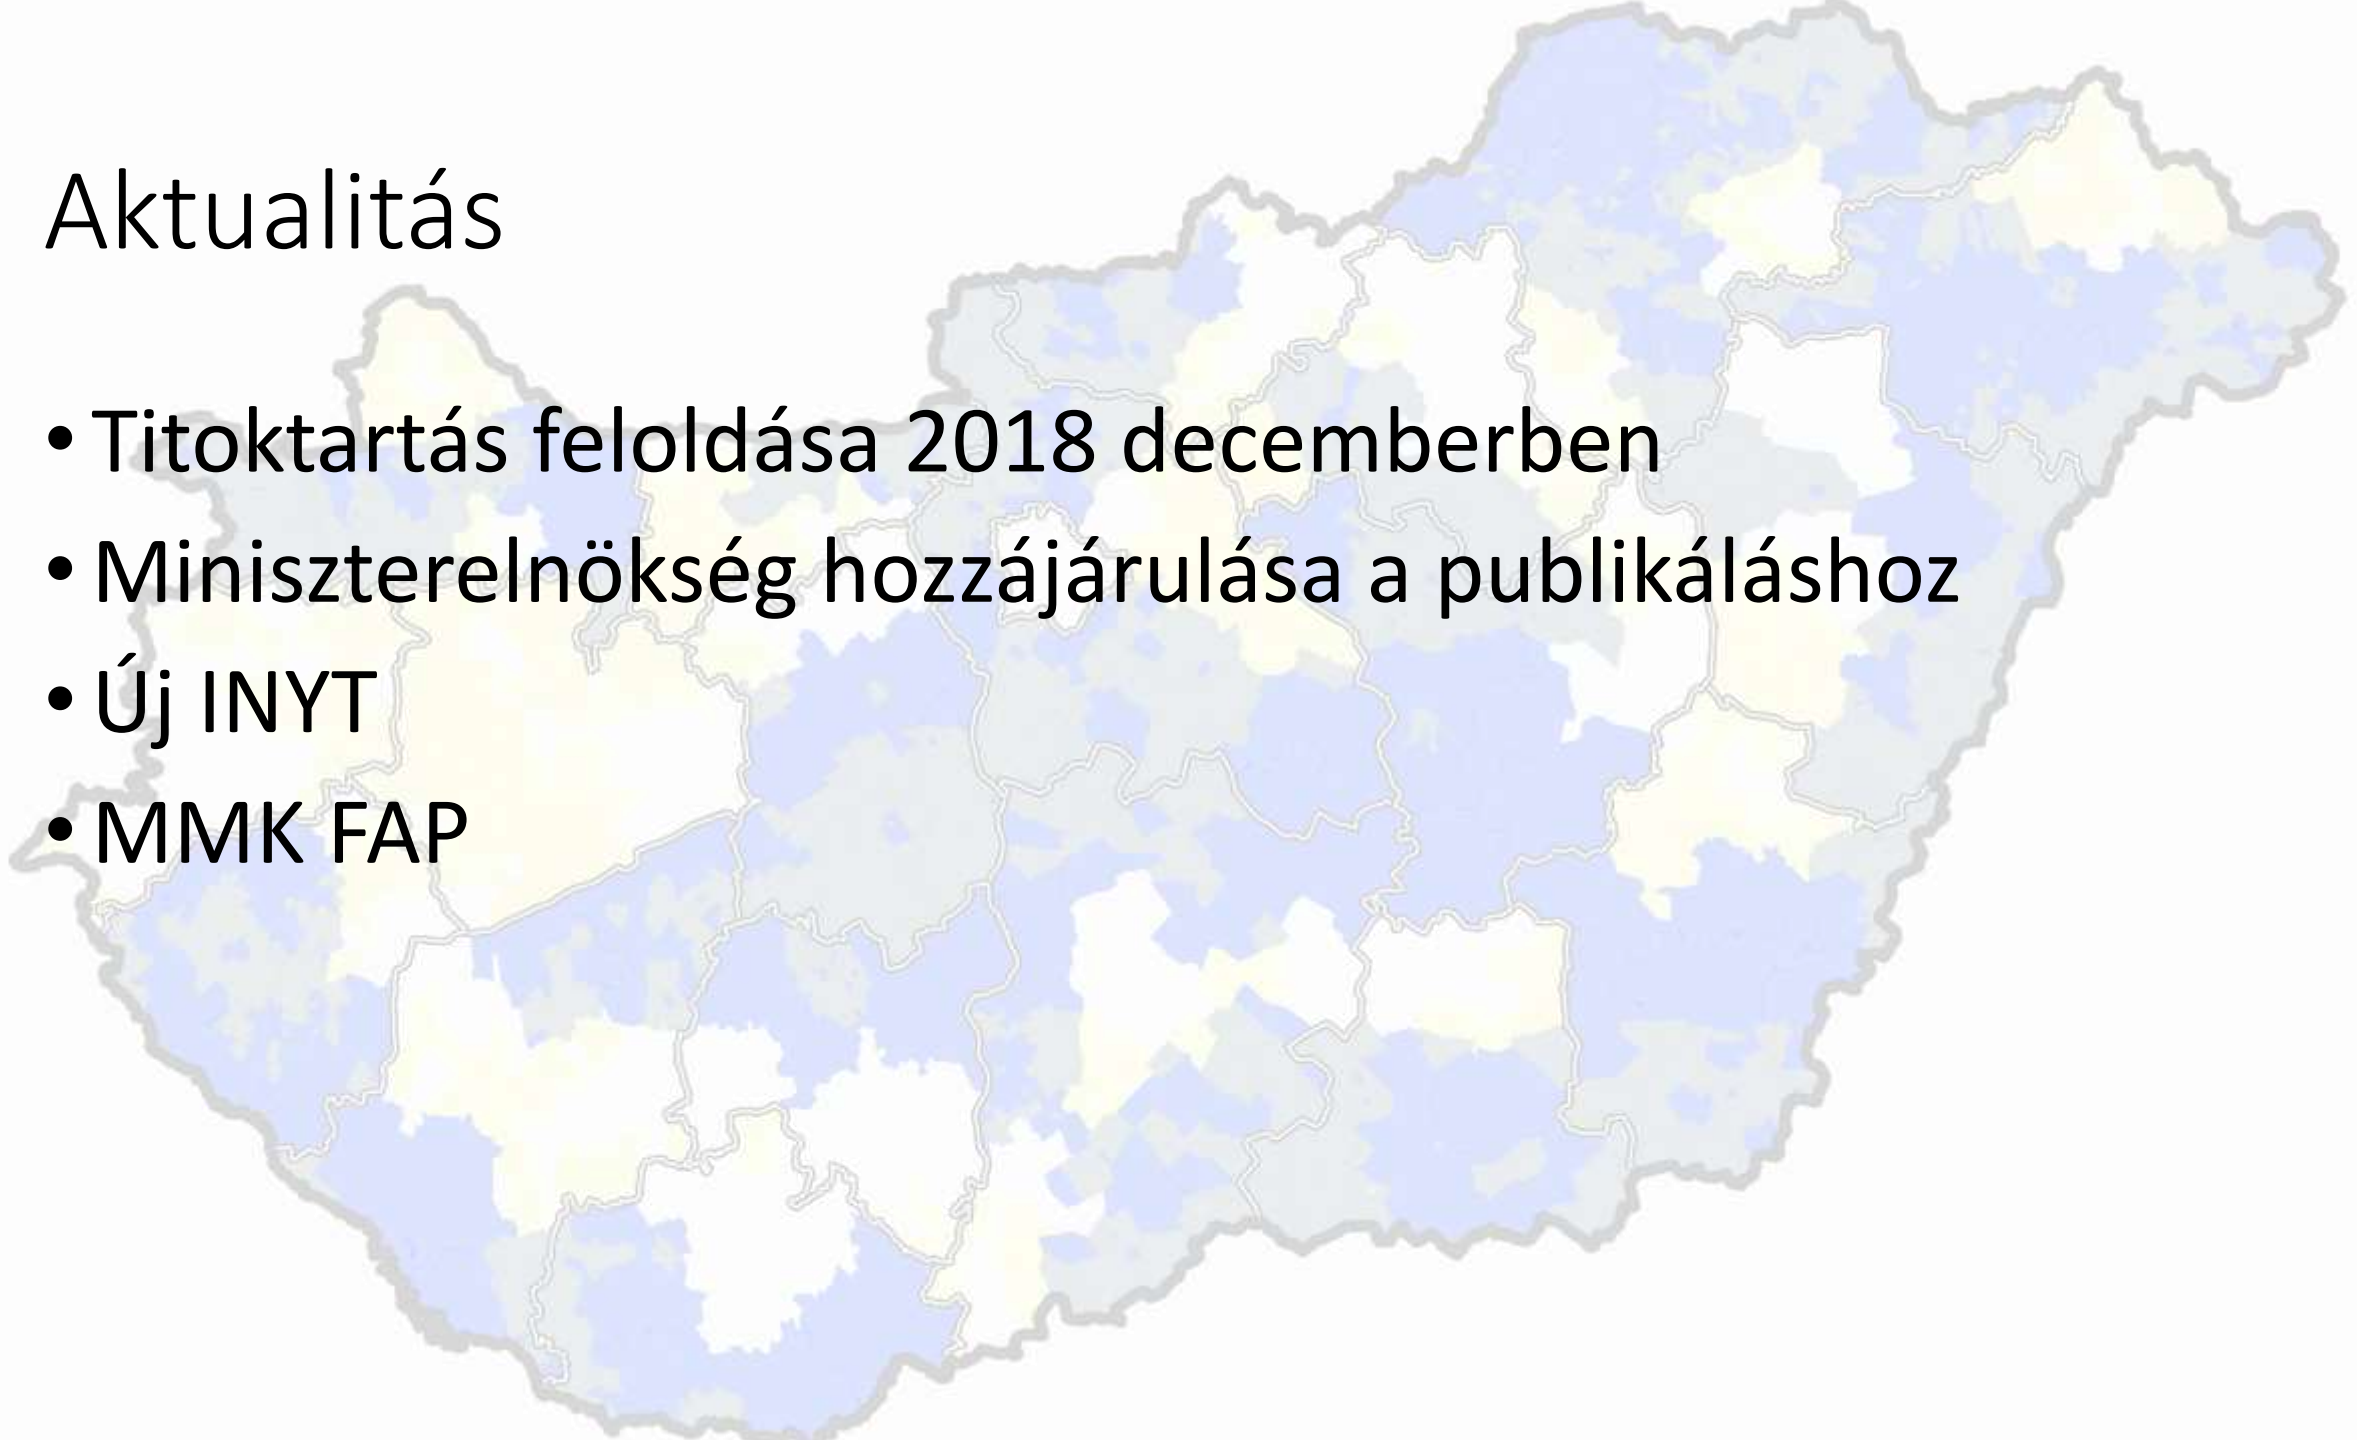 Aktualitás
• Titoktartás feloldása 2018 decemberben
• Miniszterelnökség hozzájárulása a publikáláshoz
• Új INYT
• MMK FAP